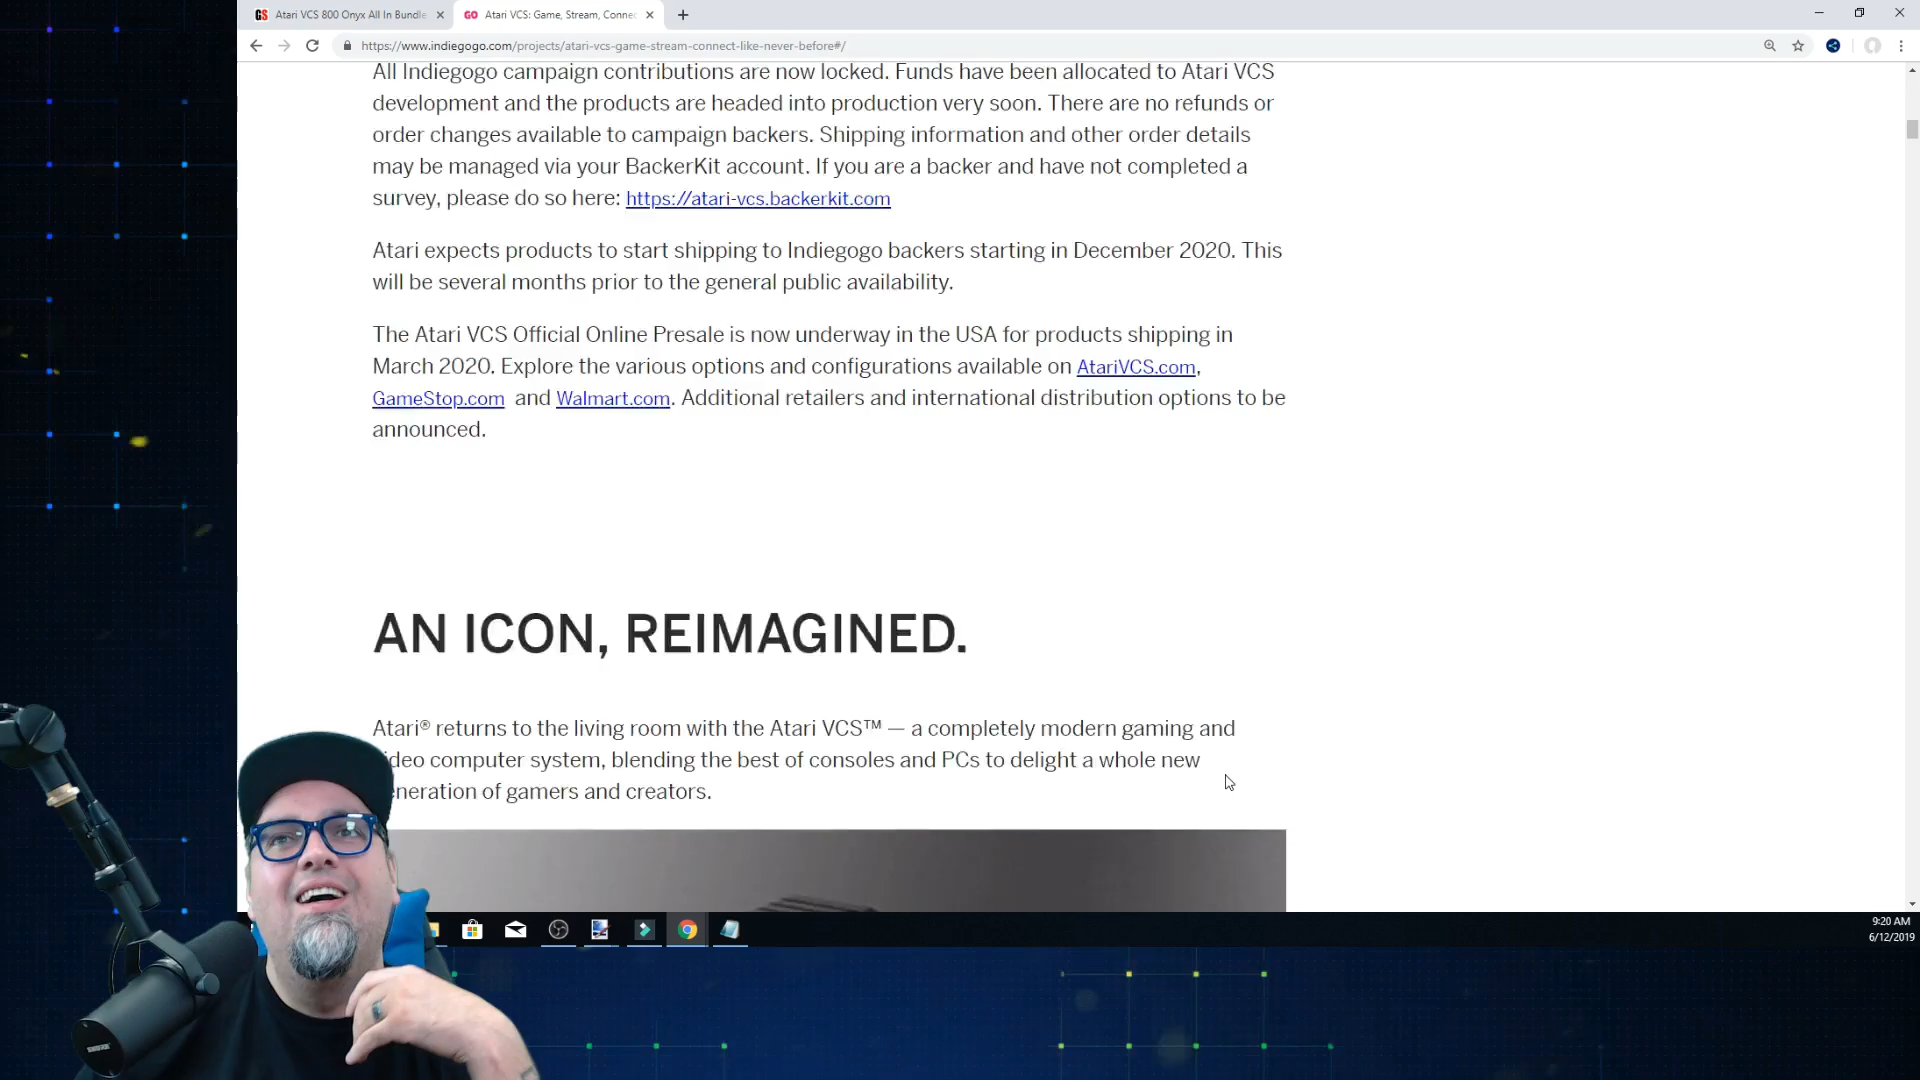 Atari VCS 800 Onyx All In Bundle
Atari VCS: Game, Stream, Connec
https://www.indiegogo.com/projects/atari-vcs-game-stream-connect-like-never-before#/
All Indiegogo campaign contributions are now locked. Funds have been allocated to Atari VCS
development and the products are headed into production very soon. There are no refunds or
order changes available to campaign backers. Shipping information and other order details
may be managed via your BackerKit account. If you are a backer and have not completed a
survey, please do so here: https://atari-vcs.backerkit.com
Atari expects products to start shipping to Indiegogo backers starting in December 2020. This
will be several months prior to the general public availability.
The Atari VCS Official Online Presale is now underway in the USA for products shipping in
March 2020. Explore the various options and configurations available on AtariVCS.com,
GameStop.com and Walmart.com. Additional retailers and international distribution options to be
announced.
AN ICON, REIMAGINED.
Atari® returns to the living room with the Atari VCS™ — a completely modern gaming and
deo computer system, blending the best of consoles and PCs to delight a whole new
eneration of gamers and creators.
9:20 AM
6/12/2019